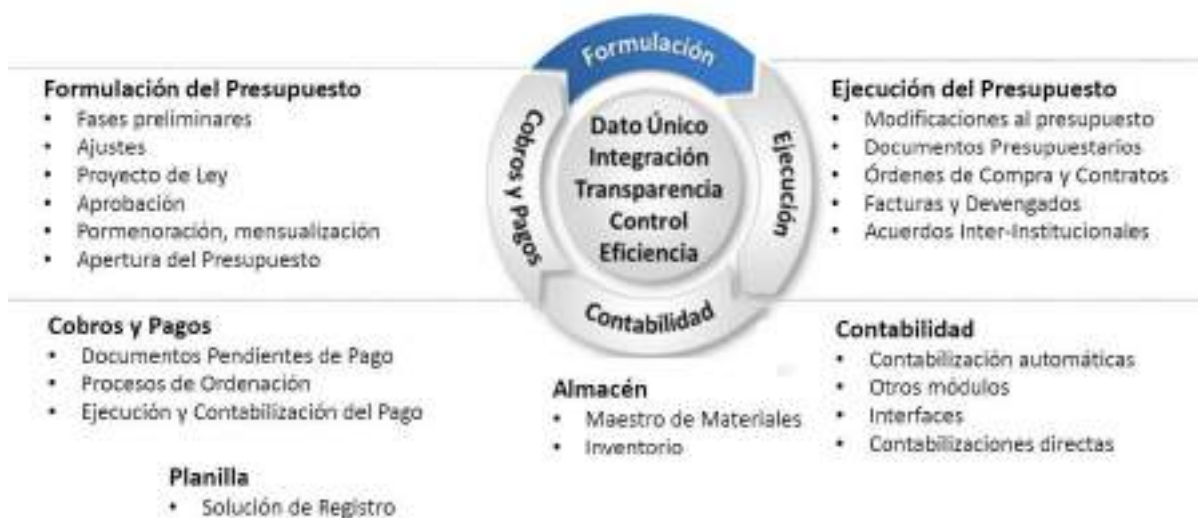 Formulación
Ejecución
Contabilidad
Cobros y Pagos
Dato Único
Integración
Transparencia
Control
Eficiencia
Formulación del Presupuesto
• Fases preliminares
• Ajustes
• Proyecto de Ley
• Aprobación
• Pormenoración, mensualización
• Apertura del Presupuesto
Ejecución del Presupuesto
• Modificaciones al presupuesto
• Documentos Presupuestarios
• Órdenes de Compra y Contratos
• Facturas y Devengados
• Acuerdos Inter-Institucionales
Cobros y Pagos
• Documentos Pendientes de Pago
• Procesos de Ordenación
• Ejecución y Contabilización del Pago
Almacén
• Maestro de Materiales
• Inventorio
Contabilidad
• Contabilización automáticas
• Otros módulos
• Interfaces
• Contabilizaciones directas
Planilla
• Solución de Registro